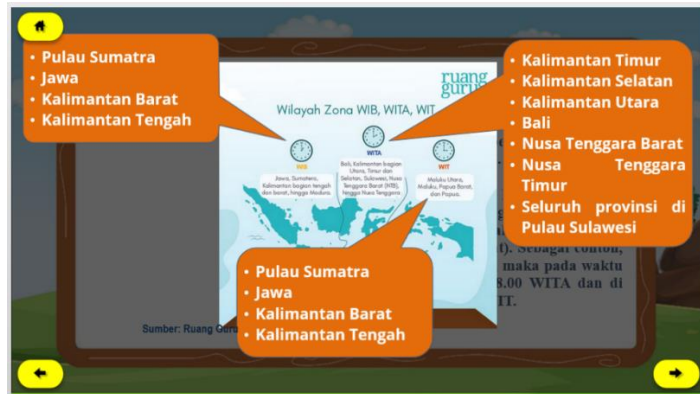 • Pulau Sumatra
• Jawa
• Kalimantan Barat
• Kalimantan Tengah
• Kalimantan Timur
• Kalimantan Selatan
• Kalimantan Utara
• Bali
• Nusa Tenggara Barat
• Nusa Tenggara
Timur
• Seluruh provinsi di
Pulau Sulawesi
ruang
guru
Wilayah Zona WIB, WITA, WIT
WIB
WITA
WIT
Jawa, Sumatera,
Kalimantan bagian tengah
dan barat, hingga Madura.
Bali, Kalimantan bagian
Utara, Timur dan
Selatan, Sulawesi, Nusa
Tenggara Barat (NTB),
hingga Nusa Tenggara
Maluku Utara,
Maluku, Papua Barat,
dan Papua.
• Pulau Sumatra
• Jawa
• Kalimantan Barat
• Kalimantan Tengah
Sebagai contoh,
maka pada waktu
8.00 WITA dan di
IT.
Sumber: Ruang Guru